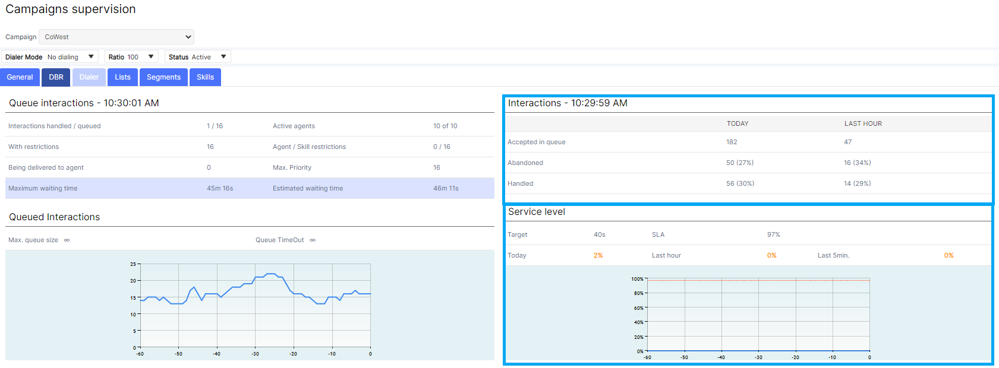 Campaigns supervision
Campaign CoWest
Dialer Mode No dialing Ratio 100 Status Active
General DBR Dialer Lists Segments Skills
Queue interactions - 10:30:01 AM
Interactions handled / queued 1 / 16 Active agents 10 of 10
With restrictions 16 Agent / Skill restrictions 0 / 16
Being delivered to agent 0 Max. Priority 16
Maximum waiting time 45m 16s Estimated waiting time 46m 11s
Queued Interactions
Max. queue size ∞ Queue TimeOut ∞
25
20
15
10
5
0
-60 -50 -40 -30 -20 -10 0
Interactions - 10:29:59 AM
TODAY LAST HOUR
Accepted in queue 182 47
Abandoned 50 (27%) 16 (34%)
Handled 56 (30%) 14 (29%)
Service level
Target 40s SLA 97%
Today 2% Last hour 0% Last 5min. 0%
100%
80%
60%
40%
20%
0%
-60 -50 -40 -30 -20 -10 0